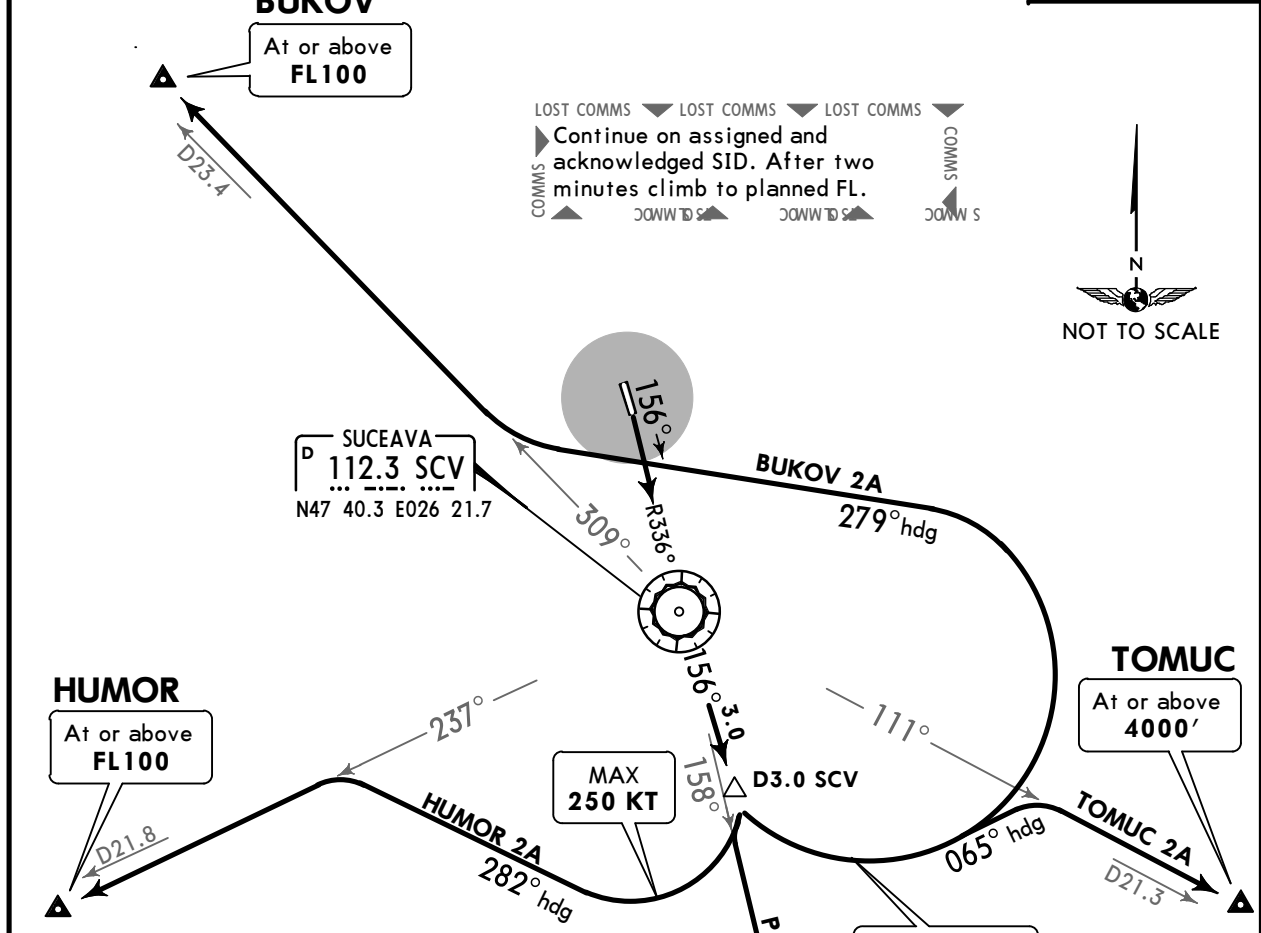 BUKOV
At or above
FL100
D23.4
LOST COMMS LOST COMMS LOST COMMS
Continue on assigned and
acknowledged SID. After two
minutes climb to planned FL.
COMMS
COMMS
N
NOT TO SCALE
156°
SUCEAVA
D 112.3 SCV
N47 40.3 E026 21.7
309°
R336°
BUKOV 2A
279° hdg
HUMOR
At or above
FL100
237°
D21.8
HUMOR 2A
282° hdg
MAX
250 KT
156° 3.0
158°
D3.0 SCV
111°
065° hdg
TOMUC
At or above
4000'
TOMUC 2A
D21.3
P